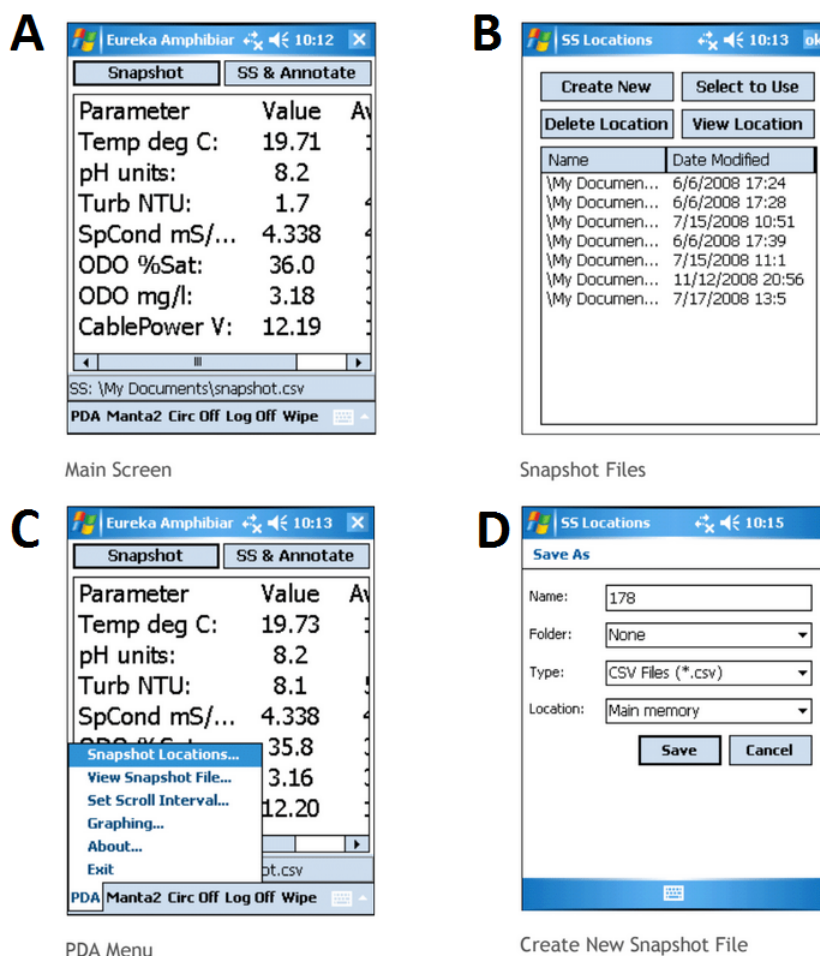 A
Eureka Amphibiar 10:12
Snapshot SS & Annotate
Parameter Value Av
Temp deg C: 19.71
pH units: 8.2
Turb NTU: 1.7
SpCond mS/... 4.338
ODO %Sat: 36.0
ODO mg/l: 3.18
CablePower V: 12.19
SS: \My Documents\snapshot.csv
PDA Manta2 Circ Off Log Off Wipe
Main Screen
B
SS Locations 10:13 ok
Create New Select to Use
Delete Location View Location
Name Date Modified
\My Documen... 6/6/2008 17:24
\My Documen... 6/6/2008 17:28
\My Documen... 7/15/2008 10:51
\My Documen... 6/6/2008 17:39
\My Documen... 7/15/2008 11:1
\My Documen... 11/12/2008 20:56
\My Documen... 7/17/2008 13:5
Snapshot Files
C
Eureka Amphibiar 10:13
Snapshot SS & Annotate
Parameter Value Av
Temp deg C: 19.73
pH units: 8.2
Turb NTU: 8.1
SpCond mS/... 4.338
35.8
Snapshot Locations...
View Snapshot File... 3.16
Set Scroll Interval... 12.20
Graphing...
About...
Exit ot.csv
PDA Manta2 Circ Off Log Off Wipe
PDA Menu
D
SS Locations 10:15
Save As
Name: 178
Folder: None
Type: CSV Files (*.csv)
Location: Main memory
Save Cancel
Create New Snapshot File